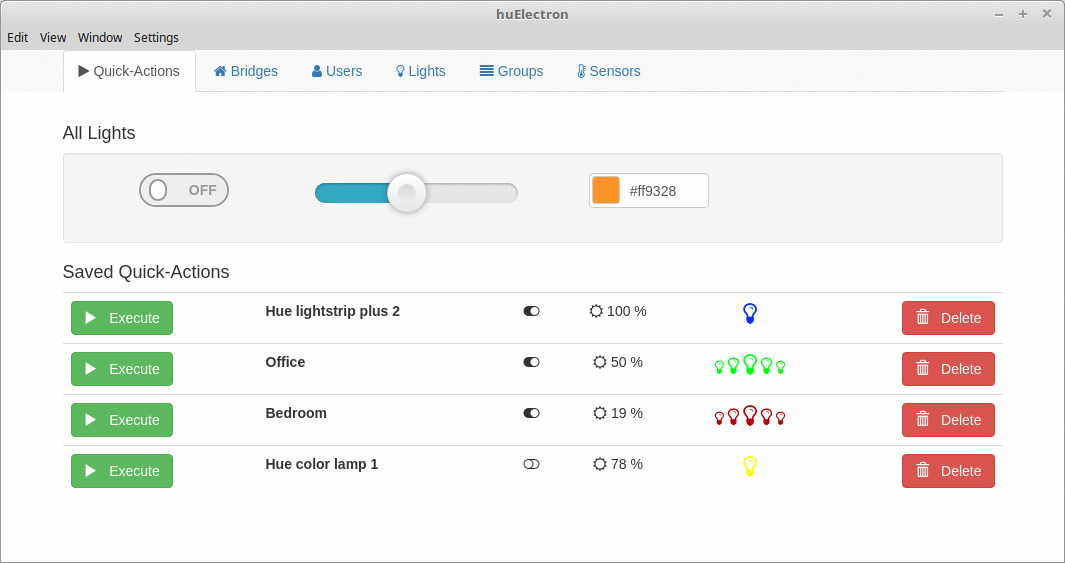 huElectron
Edit View Window Settings
Quick-Actions Bridges Users Lights Groups Sensors
All Lights
OFF #ff9328
Saved Quick-Actions
Execute Hue lightstrip plus 2 100 % Delete
Execute Office 50 % Delete
Execute Bedroom 19 % Delete
Execute Hue color lamp 1 78 % Delete